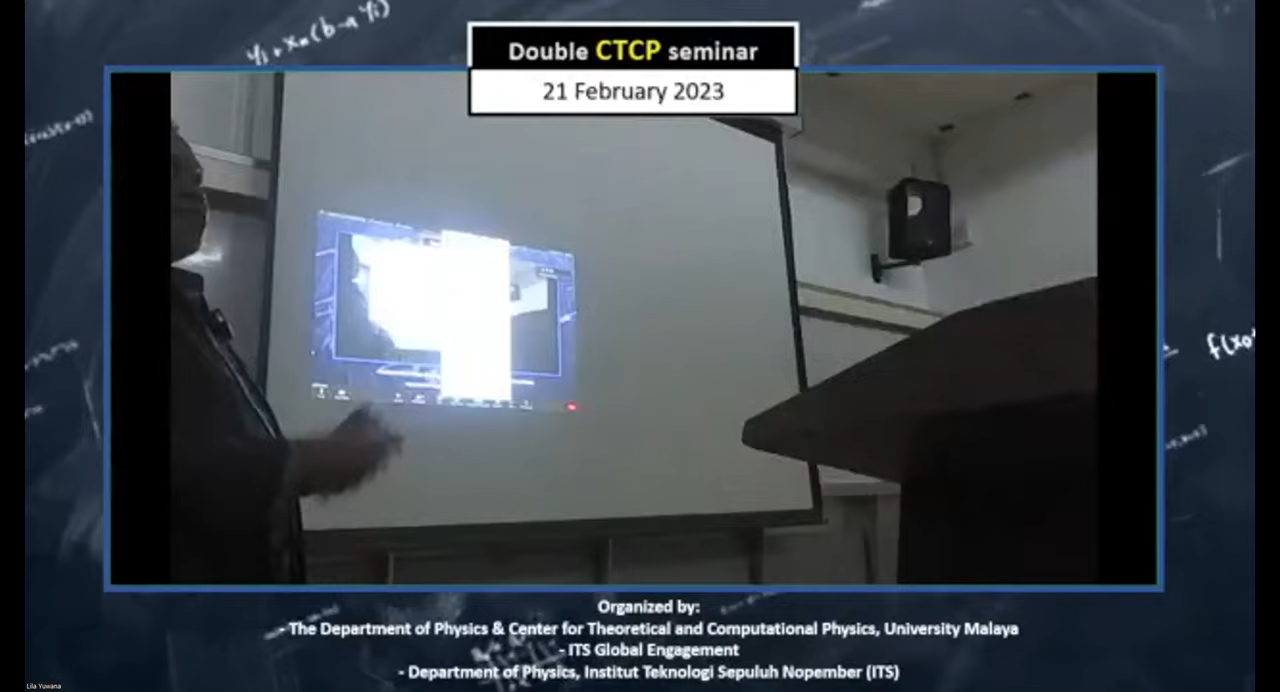 Double CTCP seminar
21 February 2023
Organized by:
- The Department of Physics & Center for Theoretical and Computational Physics, University Malaya
- ITS Global Engagement
- Department of Physics, Institut Teknologi Sepuluh Nopember (ITS)
Lila Yuwana